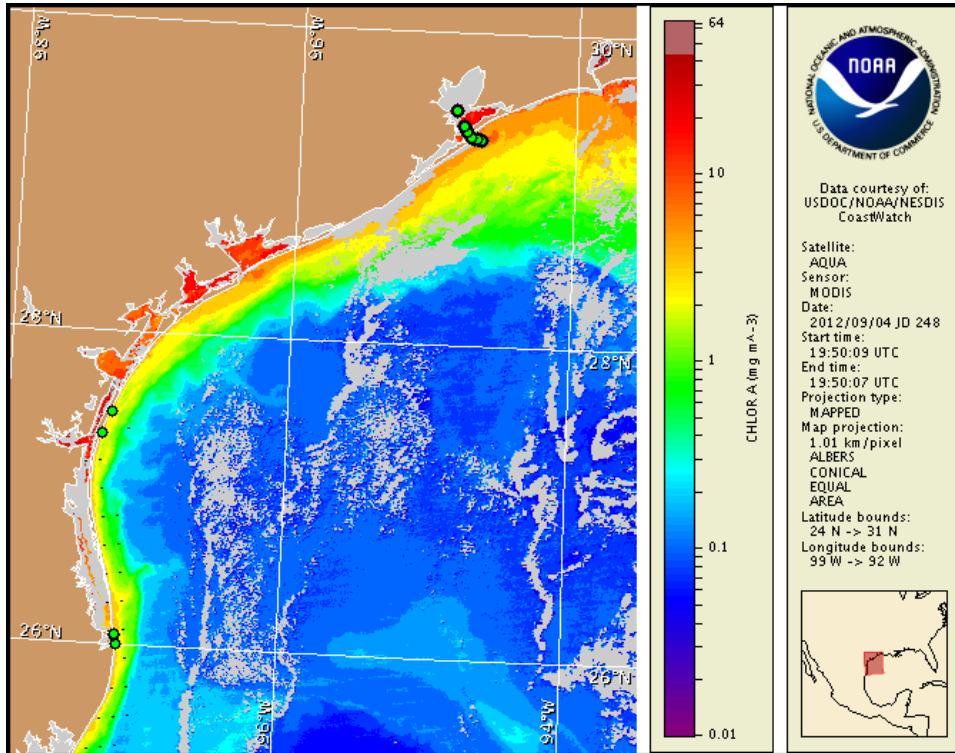 98°W
96°W
30°N
28°N
28°N
26°N
26°N
96°W
94°W
64
10
1
0.1
0.01
CHLOR A (mg m^-3)
NATIONAL OCEANIC AND ATMOSPHERIC ADMINISTRATION
NOAA
U.S. DEPARTMENT OF COMMERCE
Data courtesy of:
USDOC/NOAA/NESDIS
CoastWatch
Satellite:
AQUA
Sensor:
MODIS
Date:
2012/09/04 JD 248
Start time:
19:50:09 UTC
End time:
19:50:07 UTC
Projection type:
MAPPED
Map projection:
1.01 km/pixel
ALBERS
CONICAL
EQUAL
AREA
Latitude bounds:
24 N -> 31 N
Longitude bounds:
99 W -> 92 W